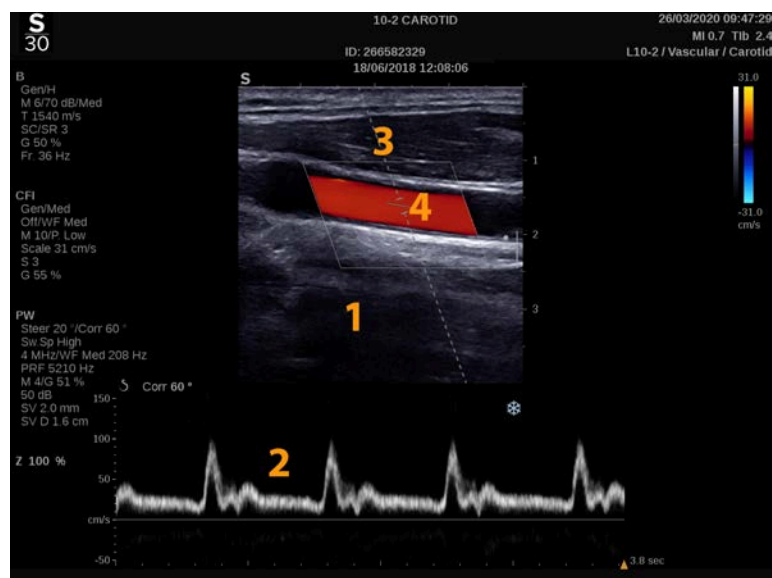 S
30
10-2 CAROTID
26/03/2020 09:47:29
MI 0.7 TIb 2.4
ID: 266582329
L10-2 / Vascular / Carotid
18/06/2018 12:08:06
B
Gen/H
M 6/70 dB/Med
T 1540 m/s
SC/SR 3
G 50 %
Fr. 36 Hz
CFI
Gen/Med
Off/WF Med
M 10/P. Low
Scale 31 cm/s
S 3
G 55 %
PW
Steer 20 °/Corr 60 °
Sw.Sp High
4 MHz/WF Med 208 Hz
PRF 5210 Hz
M 4/G 51 %
50 dB
SV 2.0 mm
SV D 1.6 cm
Z 100 %
S
3
4
1
1
2
3
31.0
-31.0
cm/s
Corr 60 °
150
100
50
cm/s
-50
2
3.8 sec